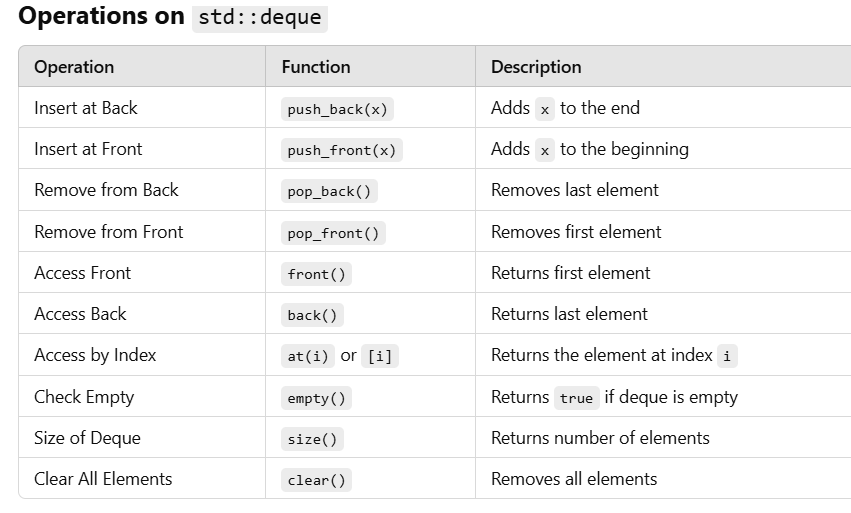 Operations on std::deque
Operation Function Description
Insert at Back push_back(x) Adds x to the end
Insert at Front push_front(x) Adds x to the beginning
Remove from Back pop_back() Removes last element
Remove from Front pop_front() Removes first element
Access Front front() Returns first element
Access Back back() Returns last element
Access by Index at(i) or [i] Returns the element at index i
Check Empty empty() Returns true if deque is empty
Size of Deque size() Returns number of elements
Clear All Elements clear() Removes all elements